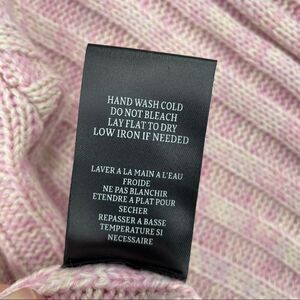 HAND WASH COLD
DO NOT BLEACH
LAY FLAT TO DRY
LOW IRON IF NEEDED
LAVER A LA MAIN A L'EAU
FROIDE
NE PAS BLANCHIR
ETENDRE A PLAT POUR
SECHER
REPASSER A BASSE
TEMPERATURE SI
NECESSAIRE